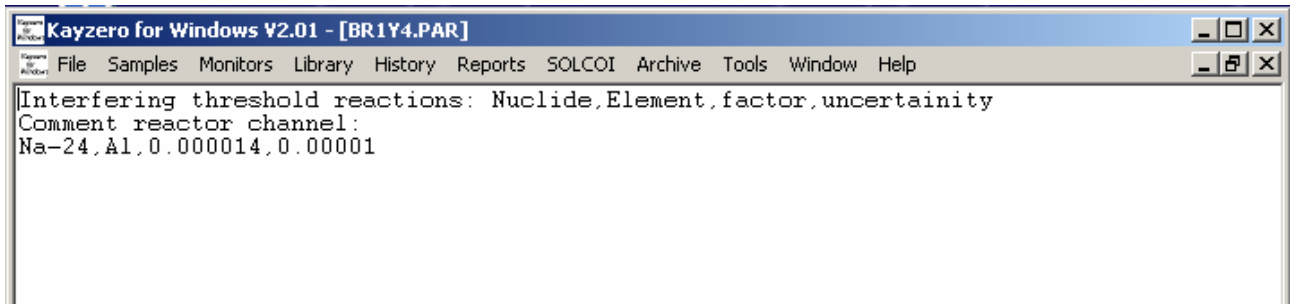 Kayzero for Windows V2.01 - [BR1Y4.PAR]
File Samples Monitors Library History Reports SOLCOI Archive Tools Window Help
Interfering threshold reactions: Nuclide,Element,factor,uncertainity
Comment reactor channel:
Na-24,Al,0.000014,0.00001